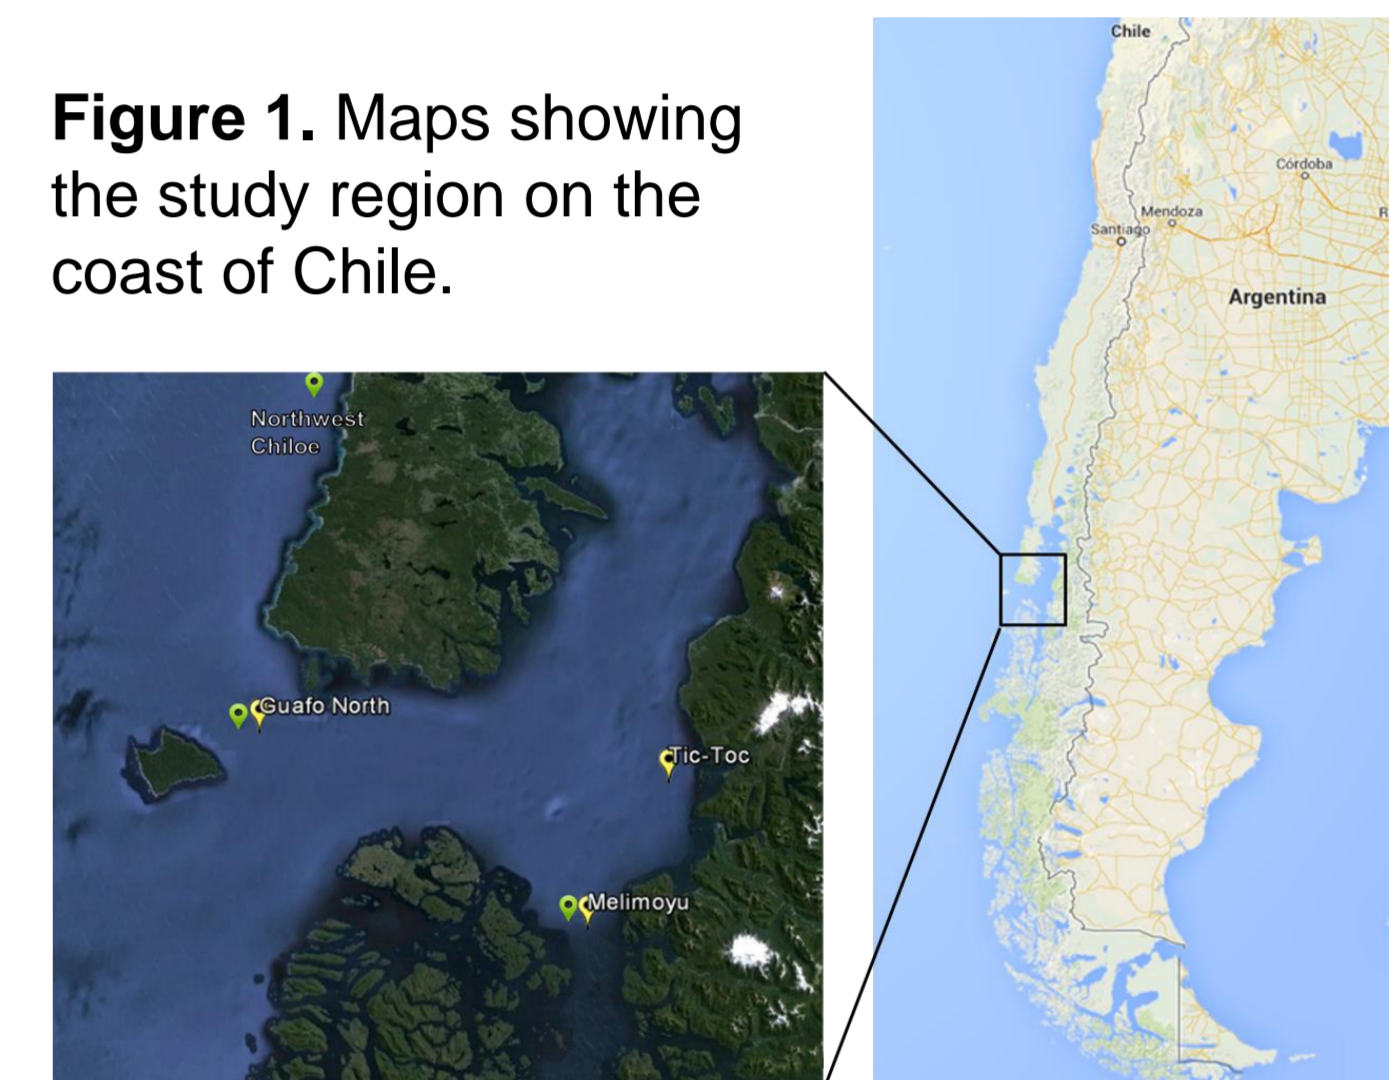 Figure 1. Maps showing
the study region on the
coast of Chile.
Northwest
Chiloe
Guafo North
Tic-Toc
Melimoyu
Chile
Córdoba
Mendoza
Santiago
R
Argentina